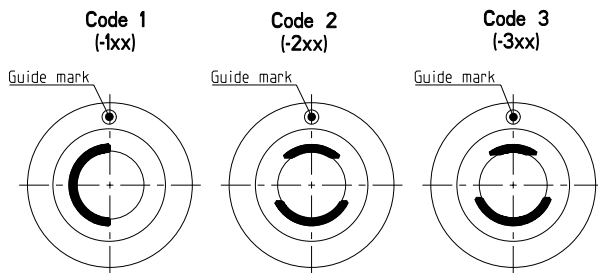 Code 1
(-1xx)
Guide mark
Code 2
(-2xx)
Guide mark
Code 3
(-3xx)
Guide mark